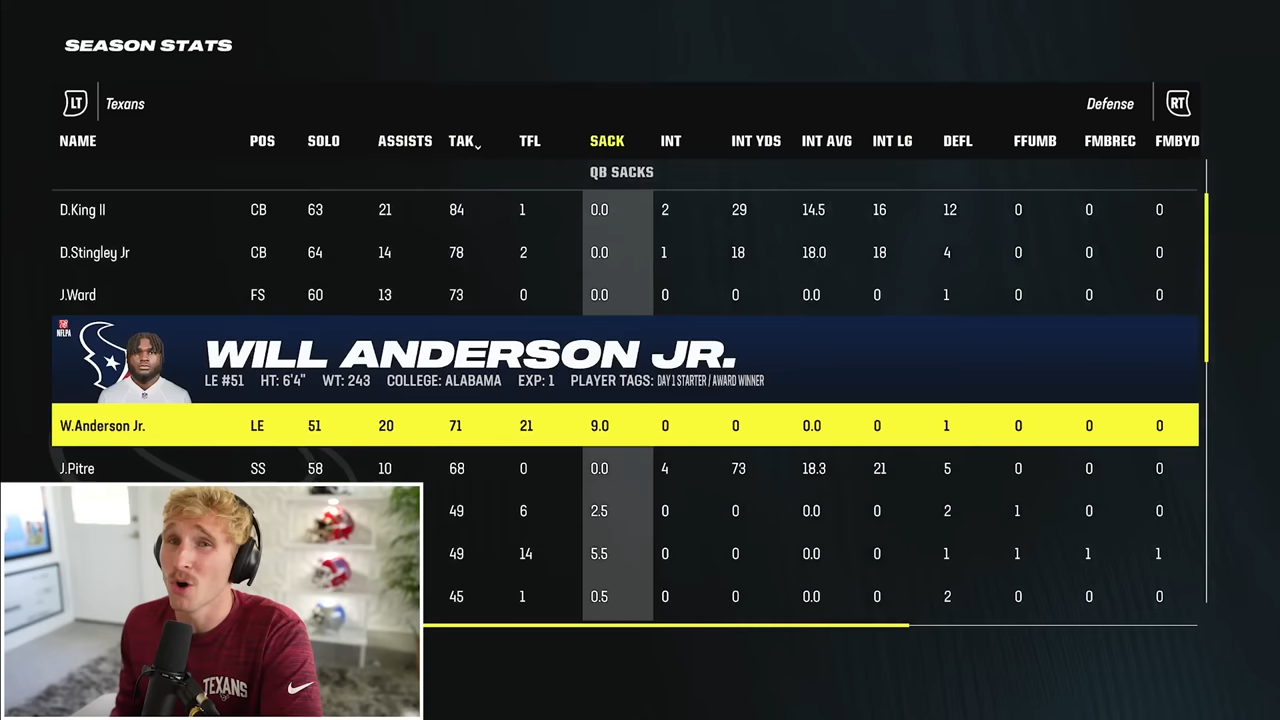 SEASON STATS
LT Texans Defense RT
NAME POS SOLO ASSISTS TAK TFL SACK INT INT YDS INT AVG INT LG DEFL FFUMB FMBREC FMBYD
QB SACKS
D.King II CB 63 21 84 1 0.0 2 29 14.5 16 12 0 0 0
D.Stingley Jr CB 64 14 78 2 0.0 1 18 18.0 18 4 0 0 0
J.Ward FS 60 13 73 0 0.0 0 0 0.0 0 1 0 0 0
NFLPA
WILL ANDERSON JR.
LE #51 HT: 6'4" WT: 243 COLLEGE: ALABAMA EXP: 1 PLAYER TAGS: DAY 1 STARTER / AWARD WINNER
W.Anderson Jr. LE 51 20 71 21 9.0 0 0 0.0 0 1 0 0 0
J.Pitre SS 58 10 68 0 0.0 4 73 18.3 21 5 0 0 0
49 6 2.5 0 0 0.0 0 2 1 0 0
49 14 5.5 0 0 0.0 0 1 1 1 1
45 1 0.5 0 0 0.0 0 2 0 0 0
TEXANS